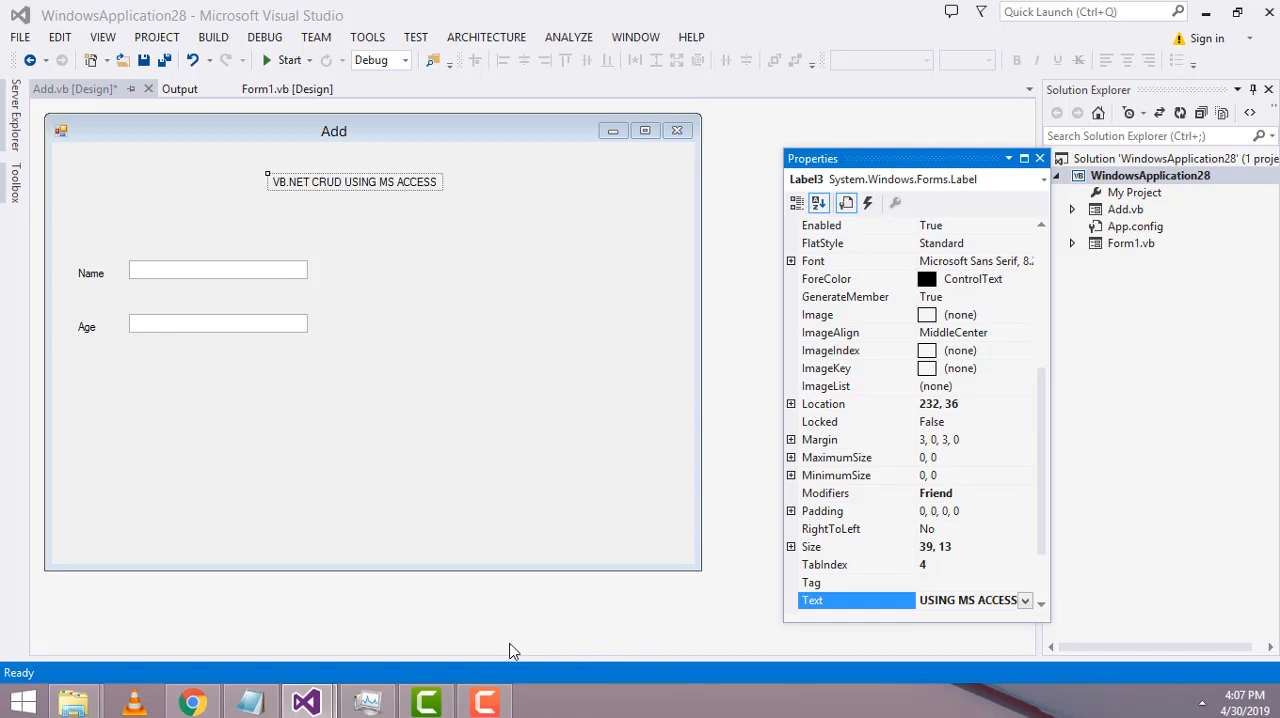 WindowsApplication28 - Microsoft Visual Studio
Quick Launch (Ctrl+Q)
FILE EDIT VIEW PROJECT BUILD DEBUG TEAM TOOLS TEST ARCHITECTURE ANALYZE WINDOW HELP
Sign in
Start Debug
Add.vb [Design]* Output Form1.vb [Design]
Server Explorer
Toolbox
Add
VB.NET CRUD USING MS ACCESS
Name
Age
Properties
Label3 System.Windows.Forms.Label
Enabled True
FlatStyle Standard
Font Microsoft Sans Serif, 8.2
ForeColor ControlText
GenerateMember True
Image (none)
ImageAlign MiddleCenter
ImageIndex (none)
ImageKey (none)
ImageList (none)
Location 232, 36
Locked False
Margin 3, 0, 3, 0
MaximumSize 0, 0
MinimumSize 0, 0
Modifiers Friend
Padding 0, 0, 0, 0
RightToLeft No
Size 39, 13
TabIndex 4
Tag
Text USING MS ACCESS
Solution Explorer
Search Solution Explorer (Ctrl+;)
Solution 'WindowsApplication28' (1 proje
WindowsApplication28
My Project
Add.vb
App.config
Form1.vb
Ready
4:07 PM
4/30/2019